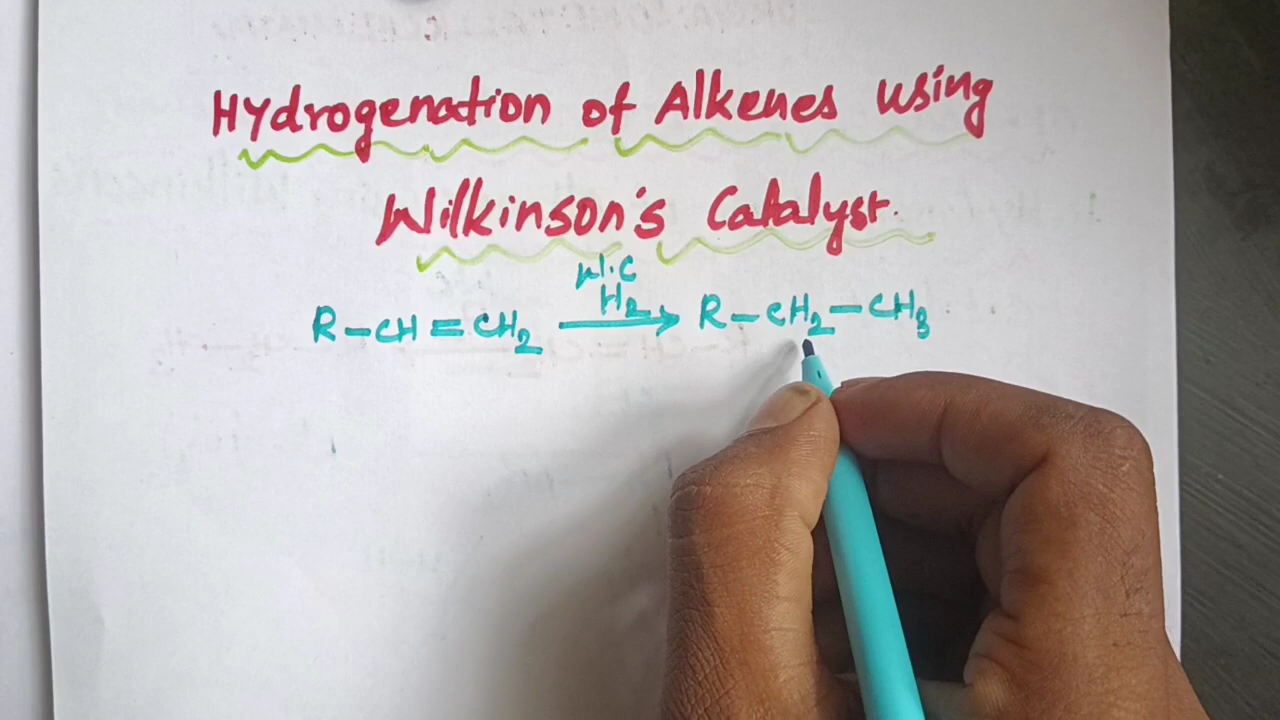 Hydrogenation of Alkenes using
Wilkinson's Catalyst.
W.C
H2
R-CH=CH2 → R-CH2-CH3